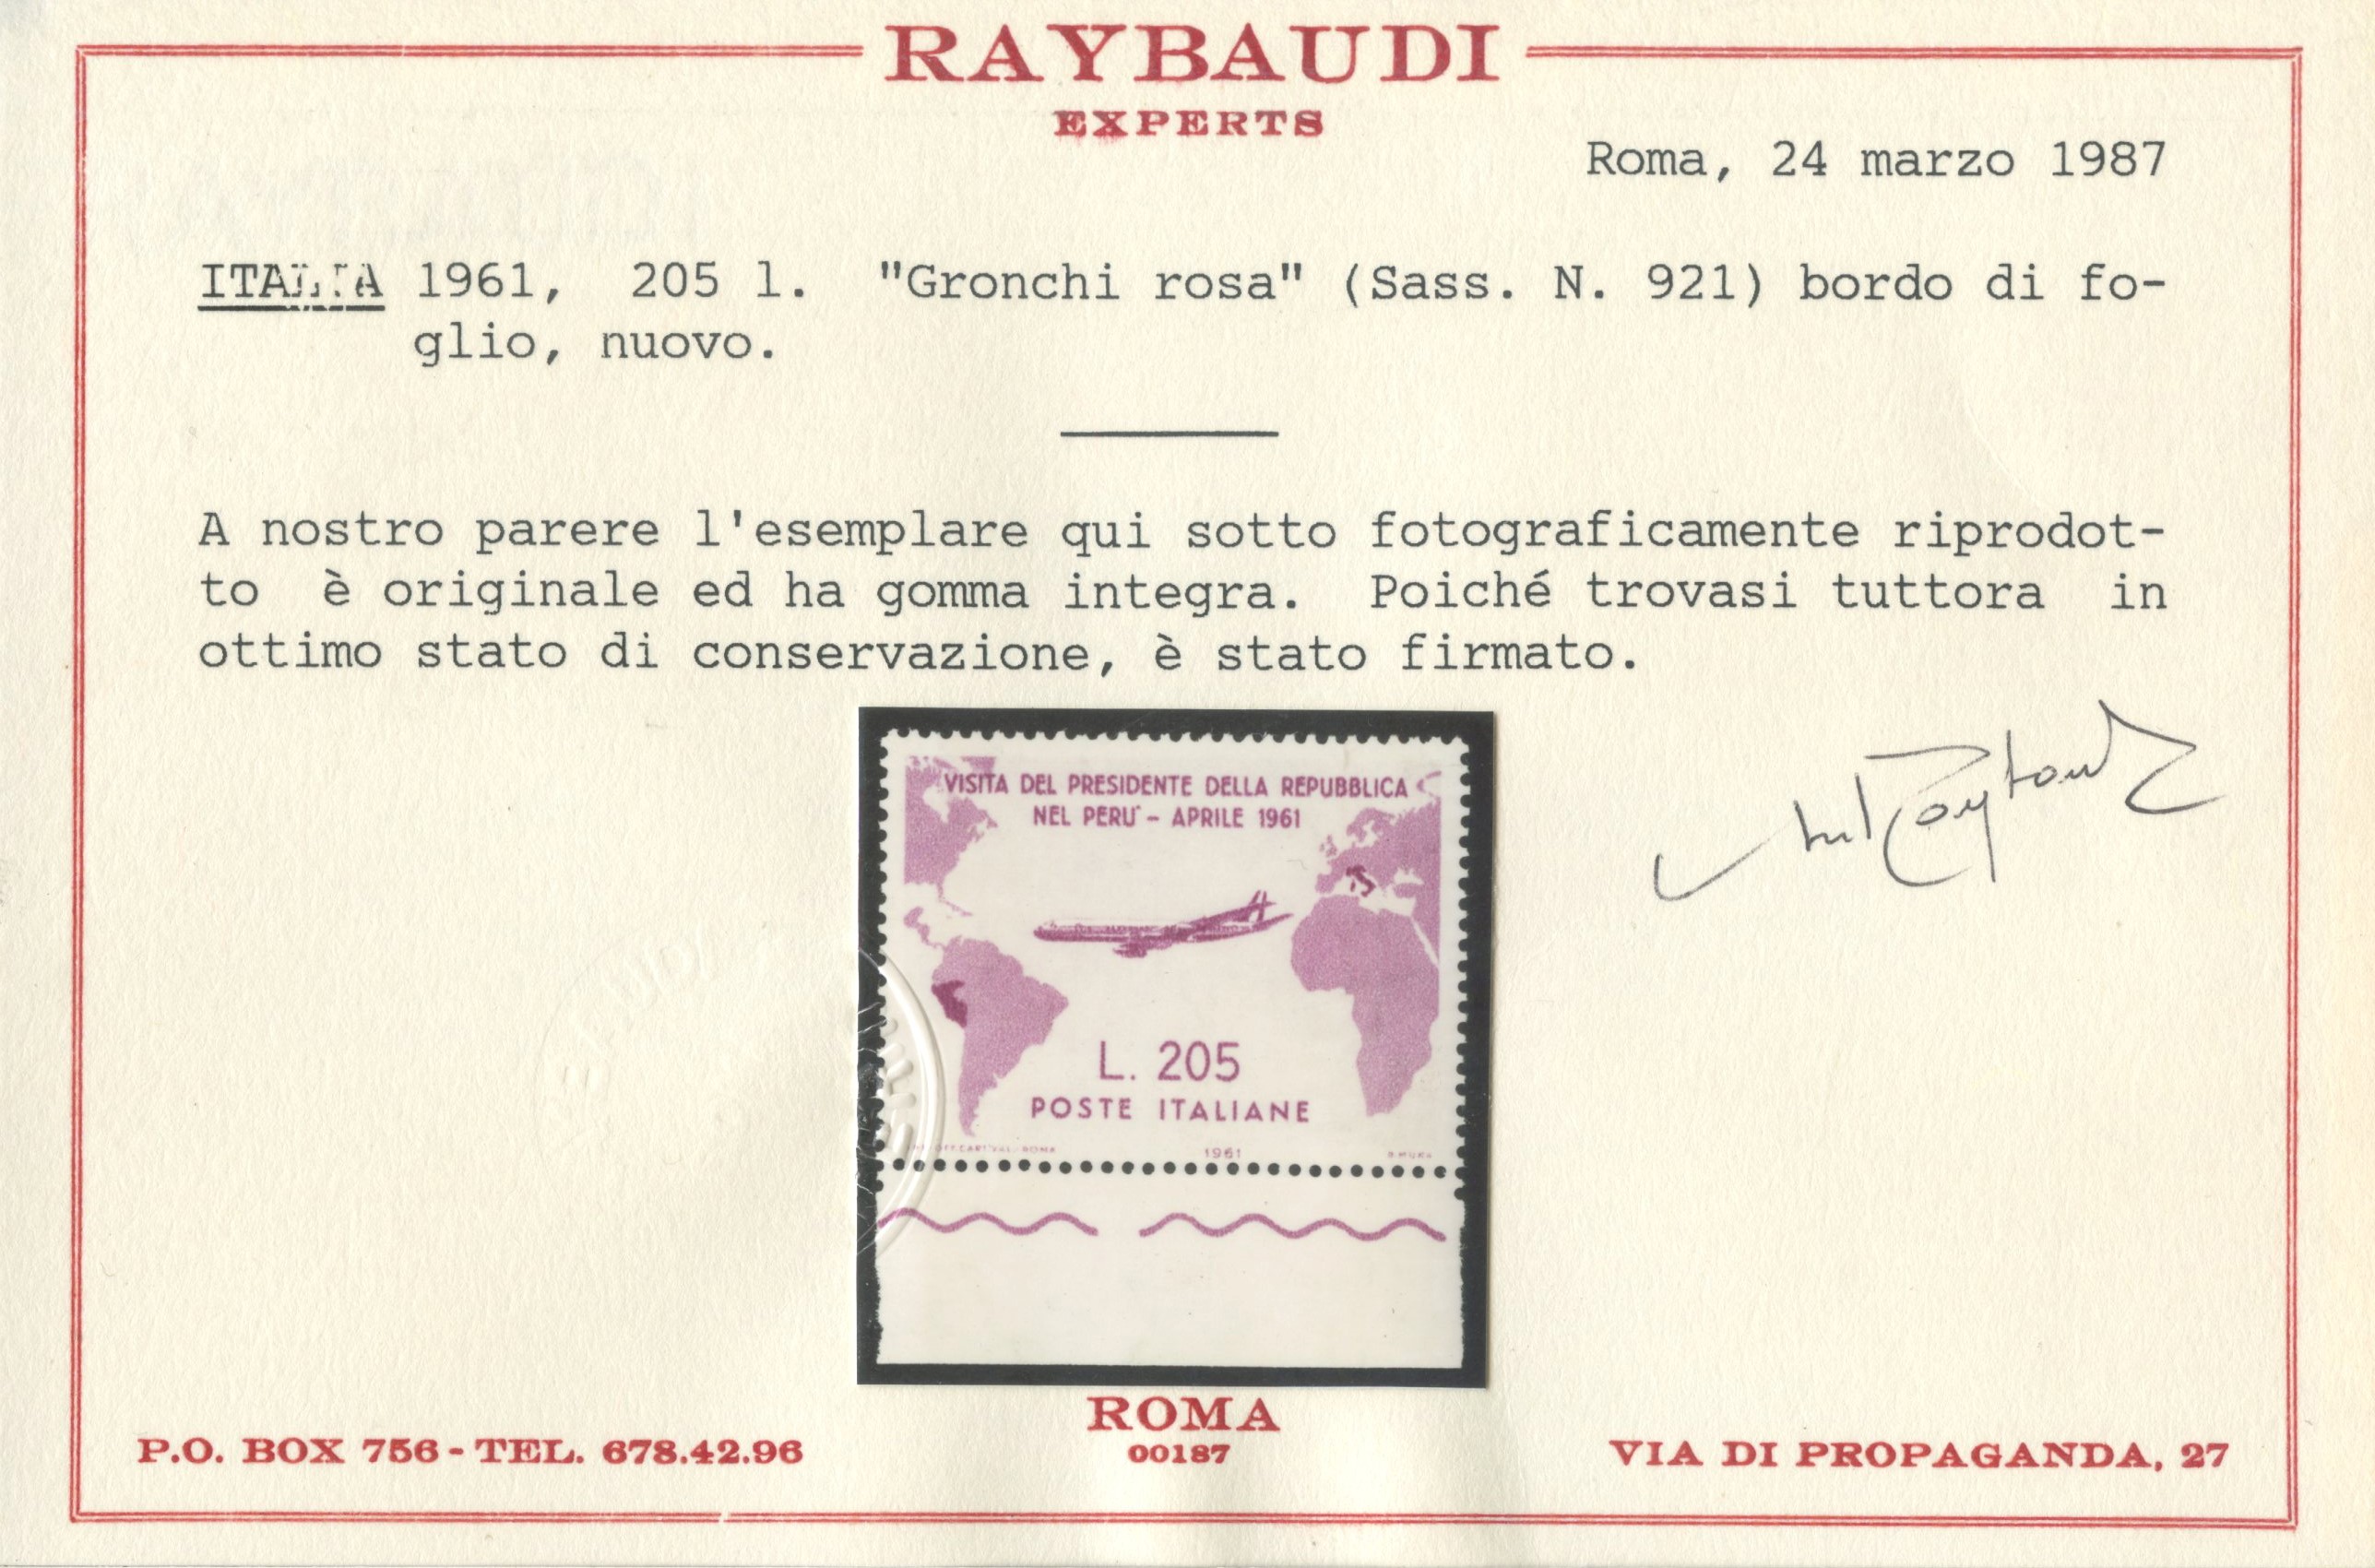 RAYBAUDI
EXPERTS
Roma, 24 marzo 1987
ITALIA 1961, 205 l. "Gronchi rosa" (Sass. N. 921) bordo di fo-
glio, nuovo.
A nostro parere l'esemplare qui sotto fotograficamente riprodot-
to è originale ed ha gomma integra. Poiché trovasi tuttora in
ottimo stato di conservazione, è stato firmato.
VISITA DEL PRESIDENTE DELLA REPUBBLICA
NEL PERU' - APRILE 1961
L. 205
POSTE ITALIANE
ROMA 1961 R. MURA
ROMA
00187
P.O. BOX 756 - TEL. 678.42.96
VIA DI PROPAGANDA, 27